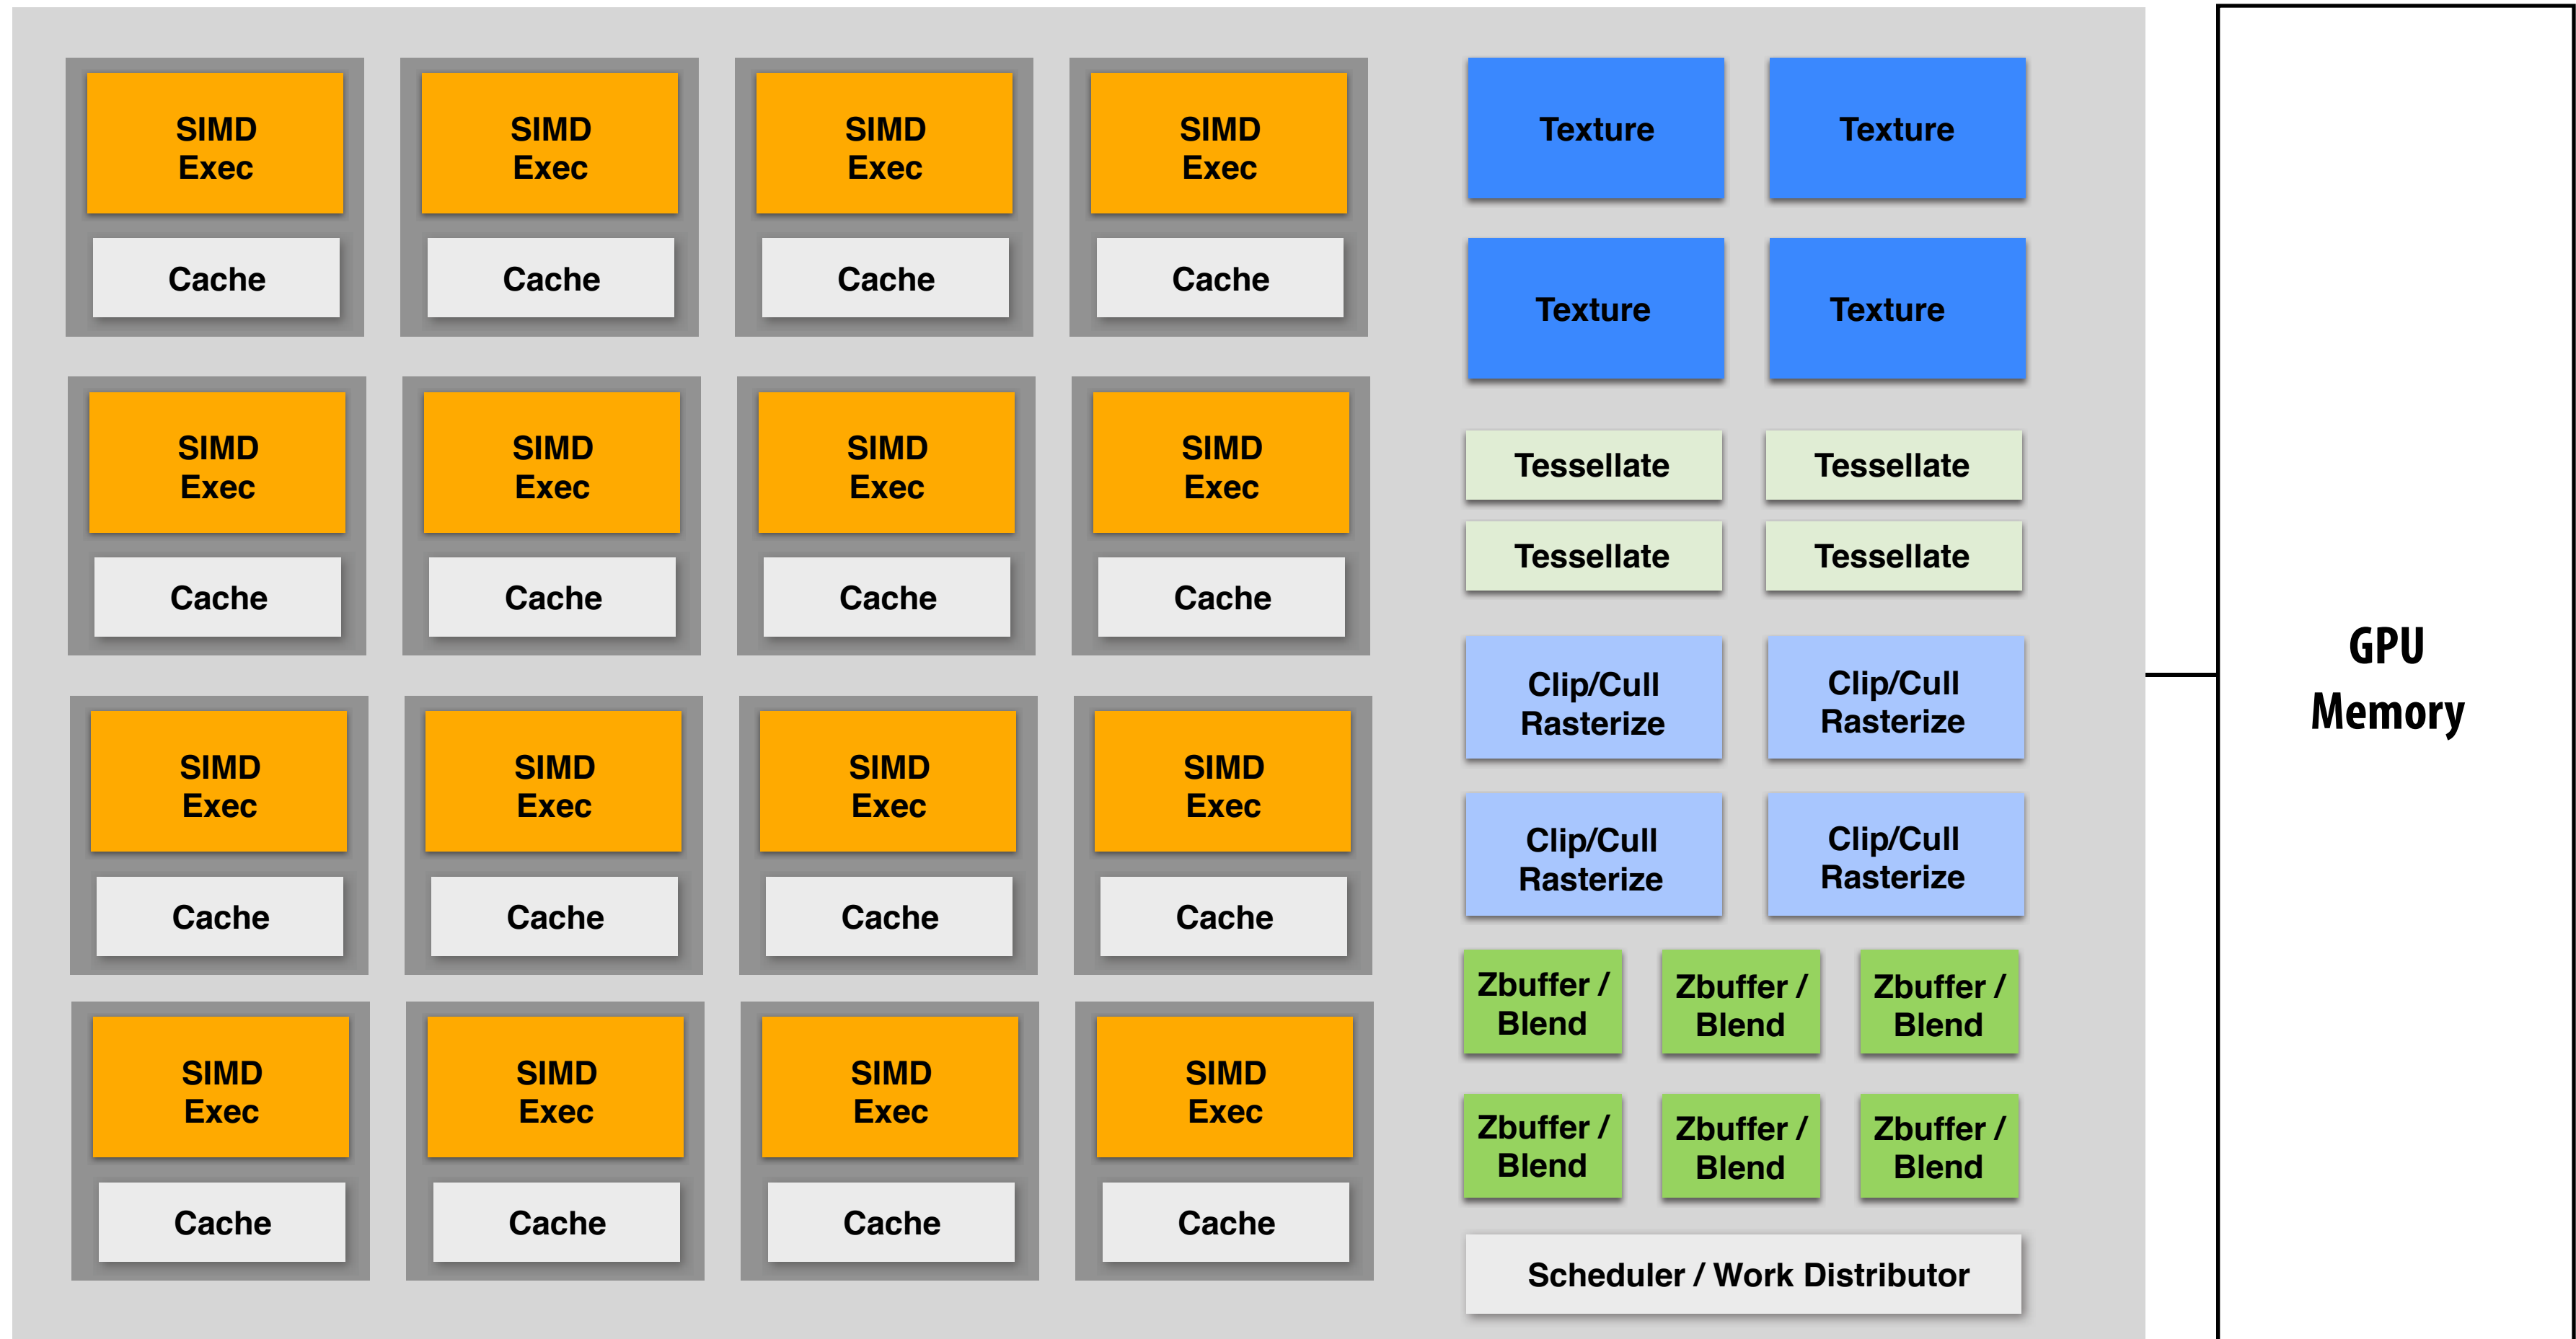 SIMD
Exec
Cache
SIMD
Exec
Cache
SIMD
Exec
Cache
SIMD
Exec
Cache
SIMD
Exec
Cache
SIMD
Exec
Cache
SIMD
Exec
Cache
SIMD
Exec
Cache
SIMD
Exec
Cache
SIMD
Exec
Cache
SIMD
Exec
Cache
SIMD
Exec
Cache
SIMD
Exec
Cache
SIMD
Exec
Cache
SIMD
Exec
Cache
SIMD
Exec
Cache
Texture
Texture
Texture
Texture
Tessellate
Tessellate
Tessellate
Tessellate
Clip/Cull
Rasterize
Clip/Cull
Rasterize
Clip/Cull
Rasterize
Clip/Cull
Rasterize
Zbuffer /
Blend
Zbuffer /
Blend
Zbuffer /
Blend
Zbuffer /
Blend
Zbuffer /
Blend
Zbuffer /
Blend
Scheduler / Work Distributor
GPU
Memory